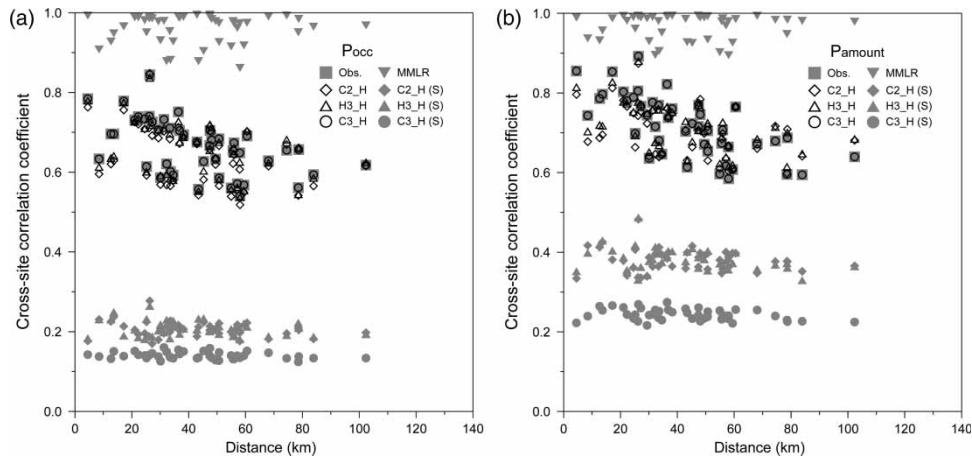 (a)
Cross-site correlation coefficient
1.0
0.8
0.6
0.4
0.2
0.0
Pocc
Obs. MMLR
C2_H C2_H (S)
H3_H H3_H (S)
C3_H C3_H (S)
0 20 40 60 80 100 120 140
Distance (km)
(b)
Cross-site correlation coefficient
1.0
0.8
0.6
0.4
0.2
0.0
Pamount
Obs. MMLR
C2_H C2_H (S)
H3_H H3_H (S)
C3_H C3_H (S)
0 20 40 60 80 100 120 140
Distance (km)